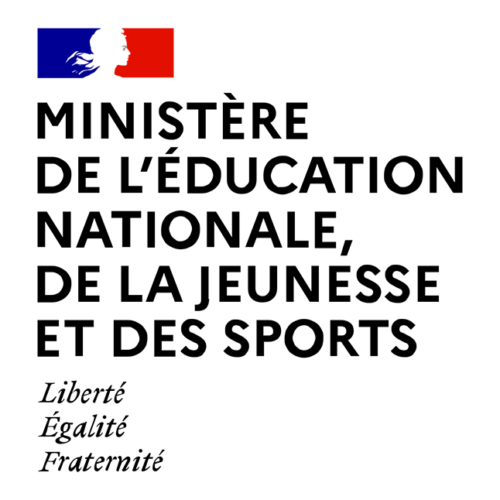 MINISTÈRE
DE L'ÉDUCATION
NATIONALE,
DE LA JEUNESSE
ET DES SPORTS
Liberté
Égalité
Fraternité